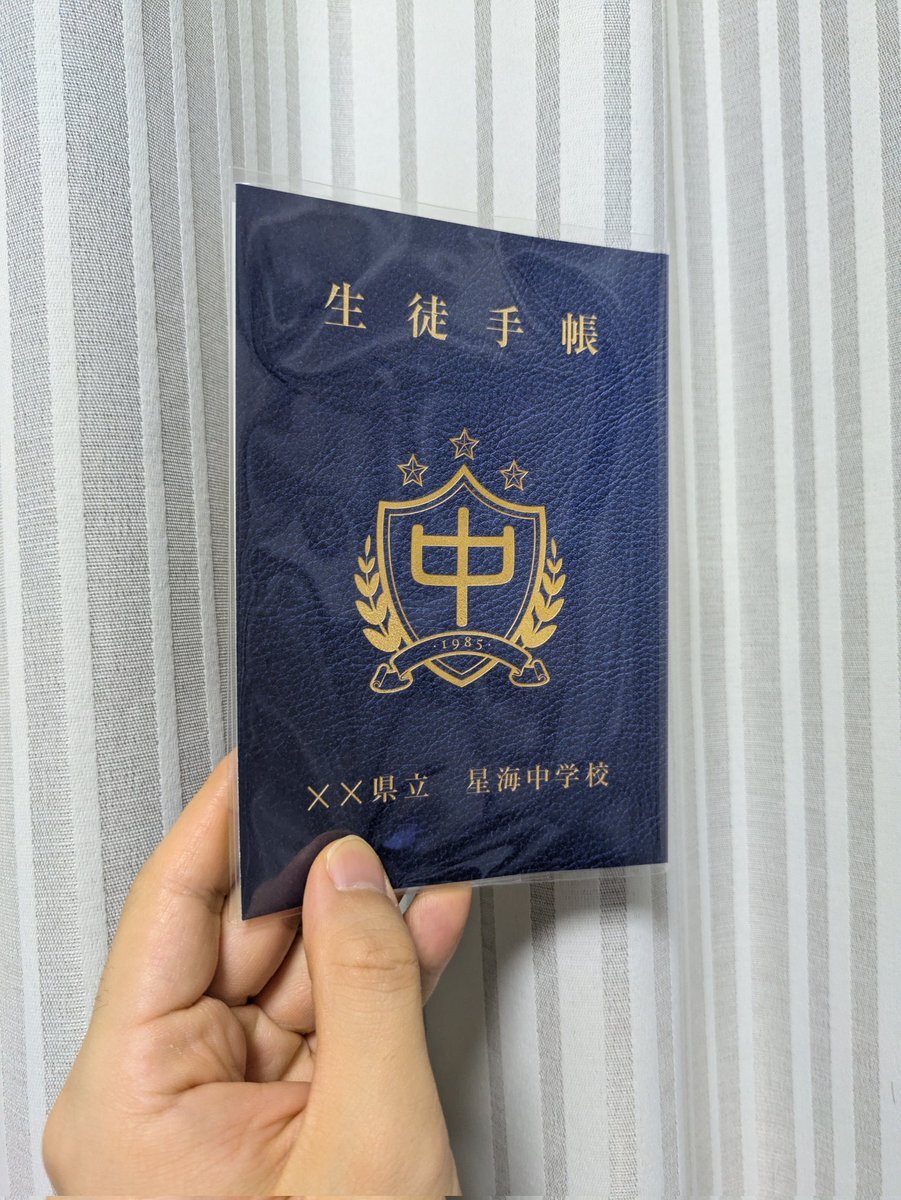 生徒手帳
中
·1985·
××県立 星海中学校